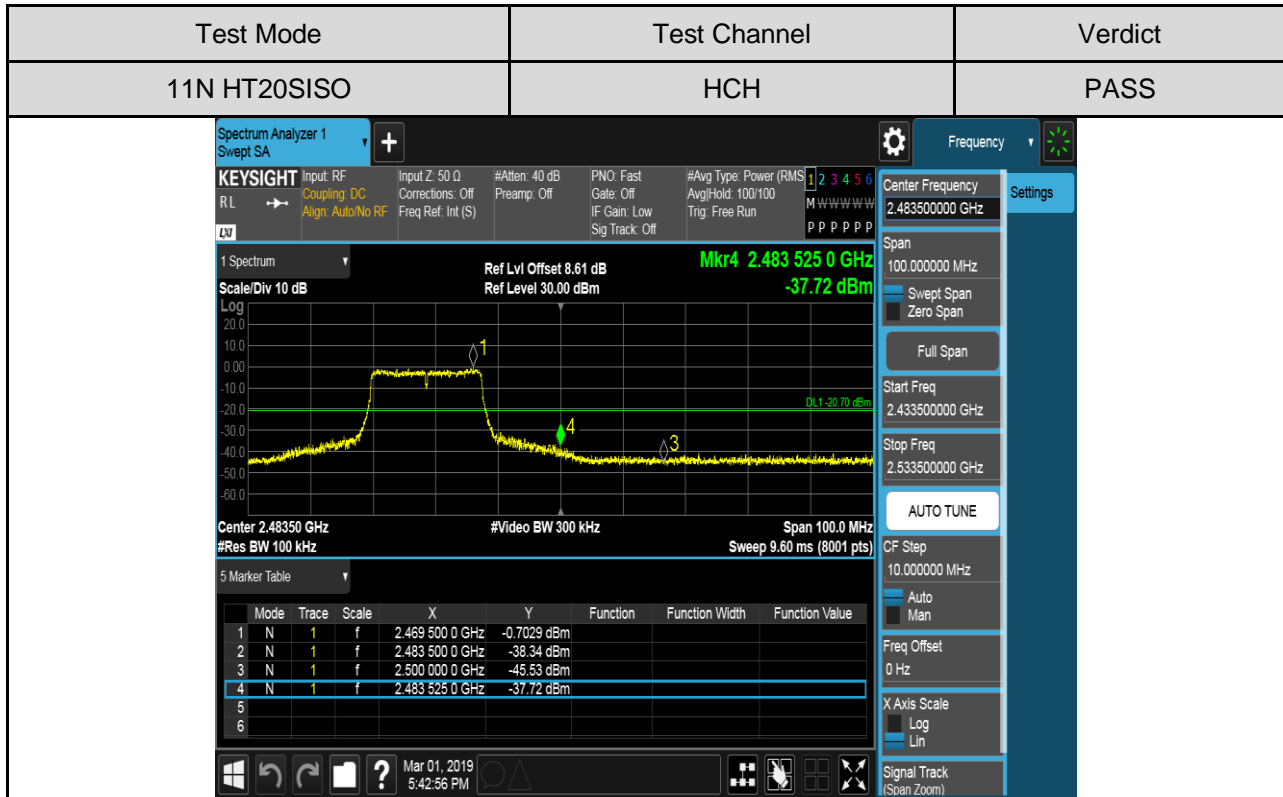 Test Mode Test Channel Verdict
11N HT20SISO HCH PASS
Spectrum Analyzer 1
Swept SA
+
Frequency
KEYSIGHT Input: RF Input Z: 50 Ω #Atten: 40 dB PNO: Fast #Avg Type: Power (RMS 1 2 3 4 5 6
RL Coupling: DC Corrections: Off Preamp: Off Gate: Off Avg|Hold: 100/100 M W W W W W
Align: Auto/No RF Freq Ref: Int (S) IF Gain: Low Trig: Free Run
LXI Sig Track: Off P P P P P P
Center Frequency
2.483500000 GHz
Settings
1 Spectrum Ref Lvl Offset 8.61 dB Mkr4 2.483 525 0 GHz
Scale/Div 10 dB Ref Level 30.00 dBm -37.72 dBm
Log
20.0
10.0
0.00
-10.0
-20.0
-30.0
-40.0
-50.0
-60.0
1
DL1 -20.70 dBm
4
3
Center 2.48350 GHz #Video BW 300 kHz Span 100.0 MHz
#Res BW 100 kHz Sweep 9.60 ms (8001 pts)
5 Marker Table
Mode Trace Scale X Y Function Function Width Function Value
1 N 1 f 2.469 500 0 GHz -0.7029 dBm
2 N 1 f 2.483 500 0 GHz -38.34 dBm
3 N 1 f 2.500 000 0 GHz -45.53 dBm
4 N 1 f 2.483 525 0 GHz -37.72 dBm
5
6
Span
100.000000 MHz
Swept Span
Zero Span
Full Span
Start Freq
2.433500000 GHz
Stop Freq
2.533500000 GHz
AUTO TUNE
CF Step
10.000000 MHz
Auto
Man
Freq Offset
0 Hz
X Axis Scale
Log
Lin
Signal Track
(Span Zoom)
?
Mar 01, 2019
5:42:56 PM